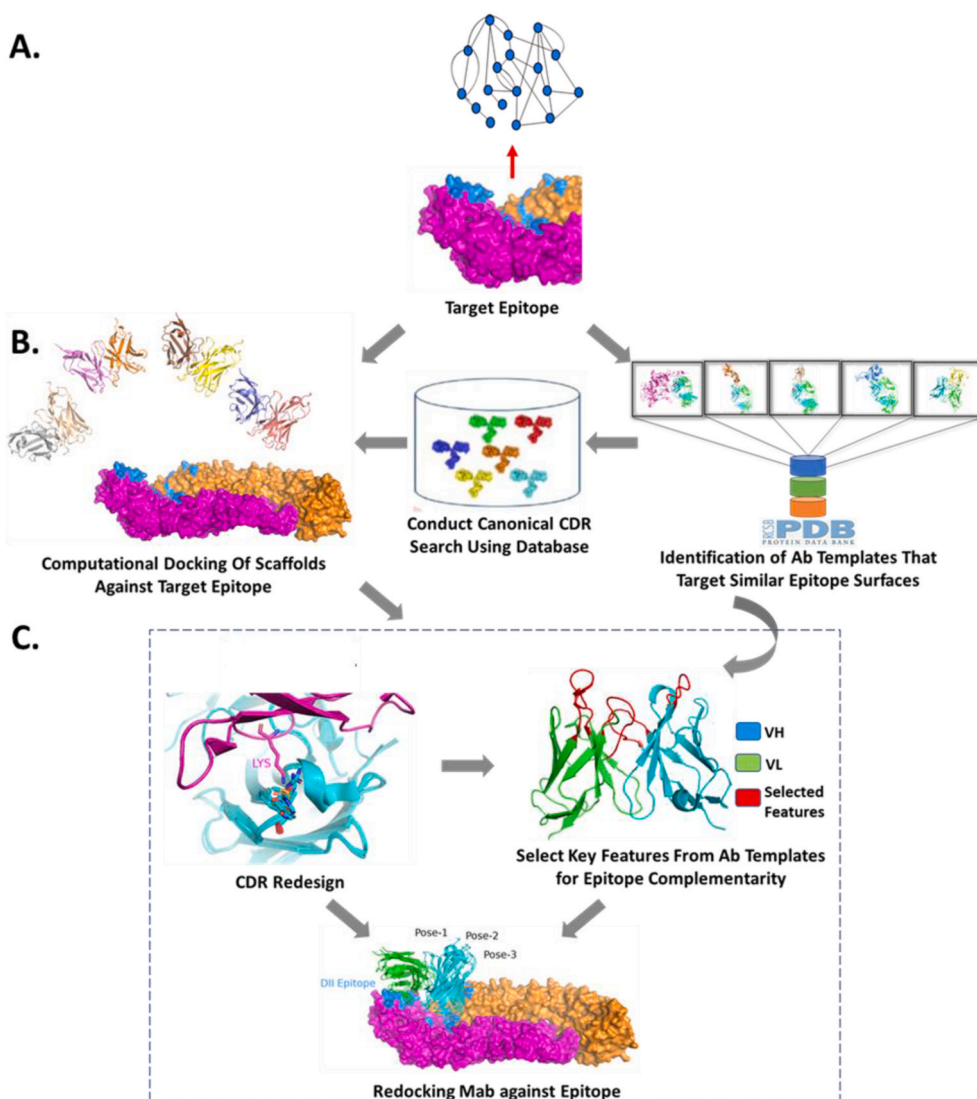 A.
Target Epitope
B.
Conduct Canonical CDR
Search Using Database
RCSB
PDB
PROTEIN DATA BANK
Computational Docking Of Scaffolds
Against Target Epitope
Identification of Ab Templates That
Target Similar Epitope Surfaces
C.
LYS
VH
VL
Selected
Features
CDR Redesign
Select Key Features From Ab Templates
for Epitope Complementarity
Pose-1
Pose-2
Pose-3
DII Epitope
Redocking Mab against Epitope